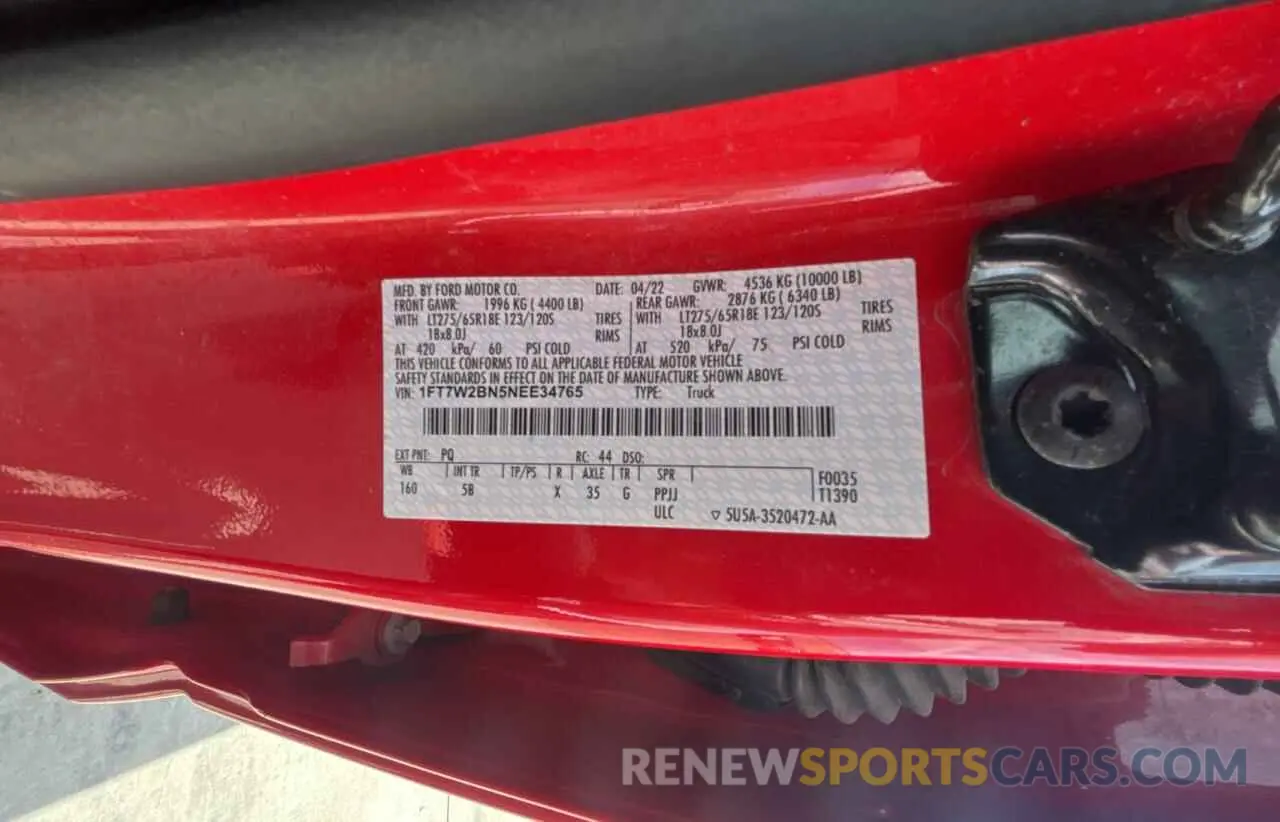 MFD. BY FORD MOTOR CO. DATE: 04/22 GVWR: 4536 KG (10000 LB)
FRONT GAWR: 1996 KG ( 4400 LB) REAR GAWR: 2876 KG ( 6340 LB)
WITH LT275/65R18E 123/120S TIRES WITH LT275/65R18E 123/120S TIRES
18x8.0J RIMS 18x8.0J RIMS
AT 420 kPa/ 60 PSI COLD AT 520 kPa/ 75 PSI COLD
THIS VEHICLE CONFORMS TO ALL APPLICABLE FEDERAL MOTOR VEHICLE
SAFETY STANDARDS IN EFFECT ON THE DATE OF MANUFACTURE SHOWN ABOVE.
VIN: 1FT7W2BN5NEE34765 TYPE: Truck
EXT PNT: PQ RC: 44 DSO:
WB INT TR TP/PS R AXLE TR SPR F0035
160 5B X 35 G PPJJ T1390
ULC ▽ 5U5A-3520472-AA
RENEWSPORTSCARS.COM